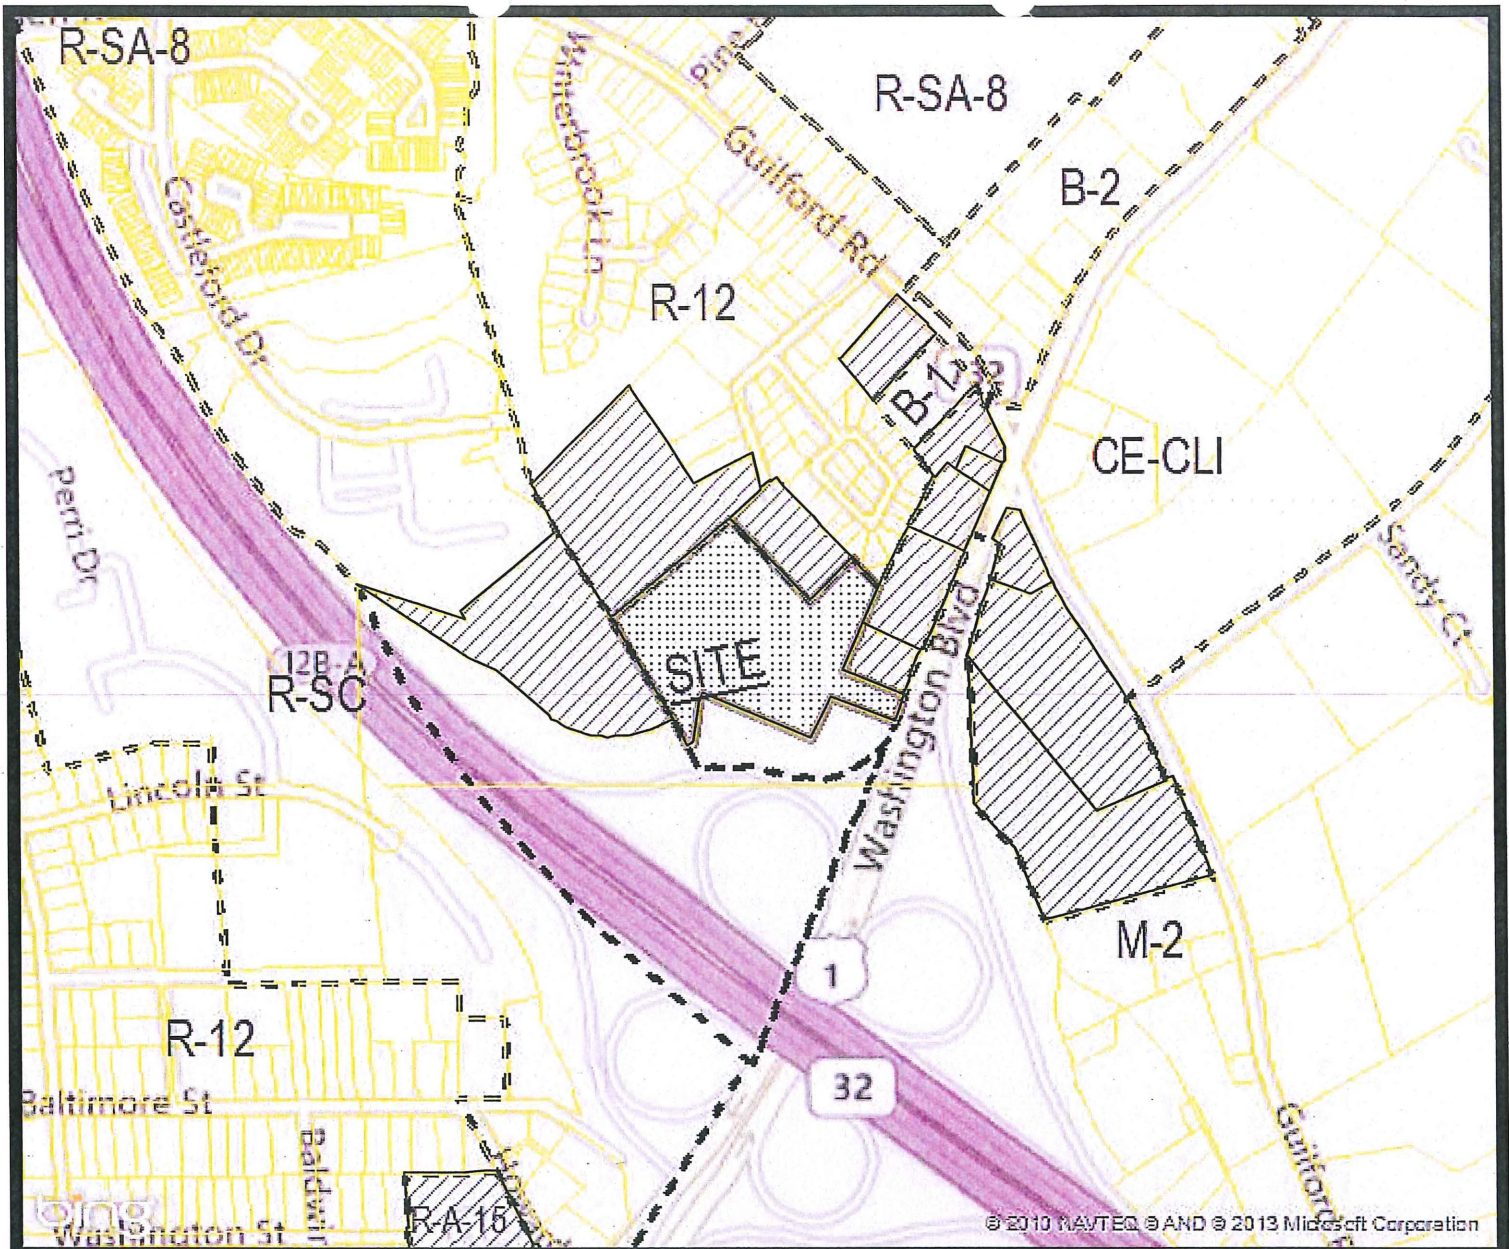 R-SA-8
R-SA-8
Winterbrook Ln
Guilford Rd
B-2
Castleford Dr
R-12
B-1
CE-CLI
Perri Dr
Sandy Ct
SITE
R-SC
Washington Blvd
Lincoln St
M-2
1
R-12
32
Baltimore St
Baldwin
Guilford
R-A-15
bing
Washington St
© 2010 NAVTEQ © AND © 2013 Microsoft Corporation